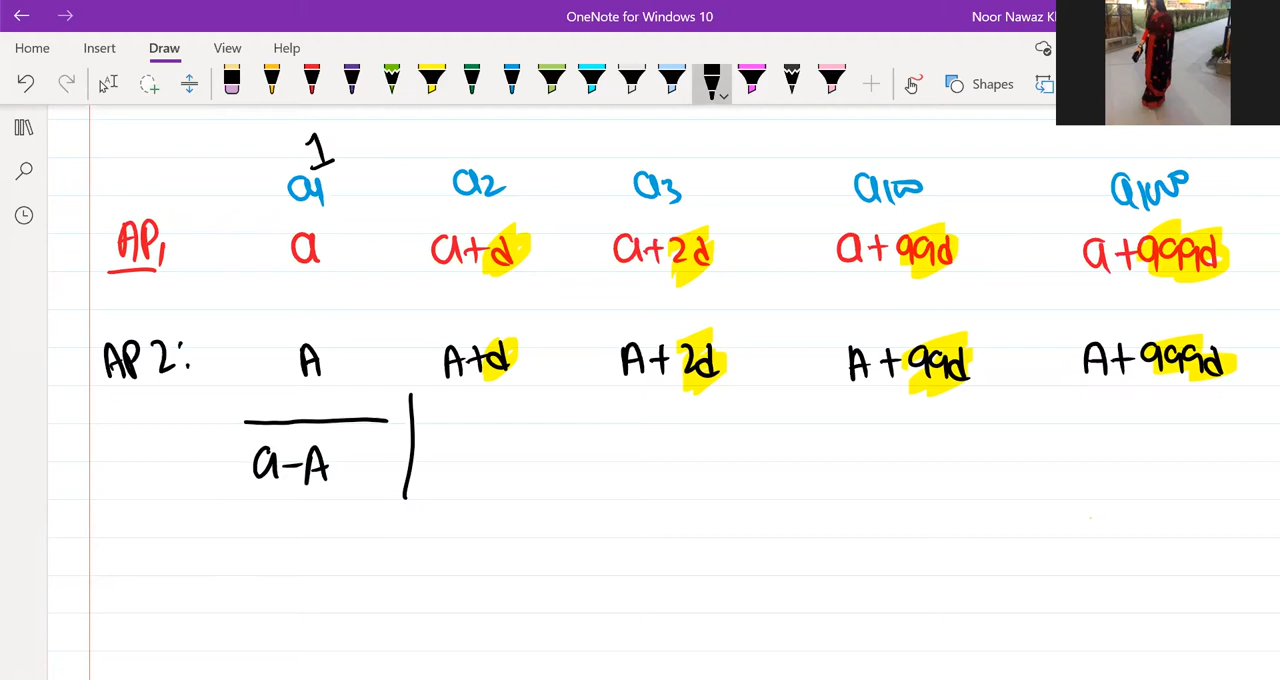 OneNote for Windows 10
Noor Nawaz Kh
Home Insert Draw View Help
Shapes
1
a1 a2 a3 a100 a1000
AP1 a a+d a+2d a+99d a+999d
AP 2: A A+d A+2d A+99d A+999d
a-A